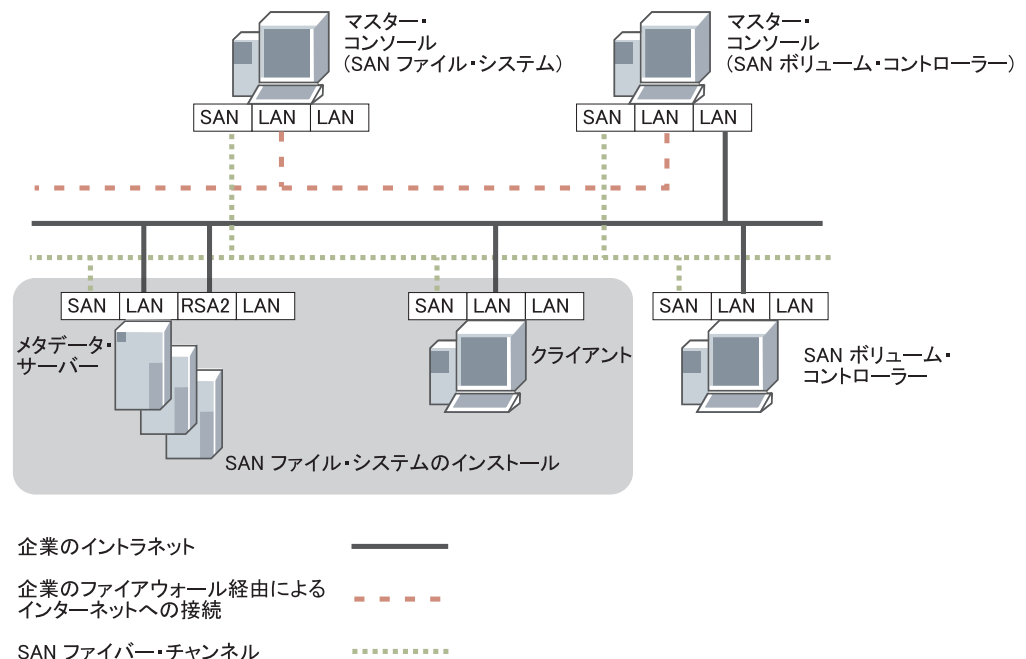 マスター・
コンソール
(SAN ファイル・システム)
マスター・
コンソール
(SAN ボリューム・コントローラー)
SAN LAN LAN
SAN LAN LAN
SAN LAN RSA2 LAN
SAN LAN LAN
SAN LAN LAN
メタデータ・
サーバー
クライアント
SAN ボリューム・
コントローラー
SAN ファイル・システムのインストール
企業のイントラネット
企業のファイアウォール経由による
インターネットへの接続
SAN ファイバー・チャンネル